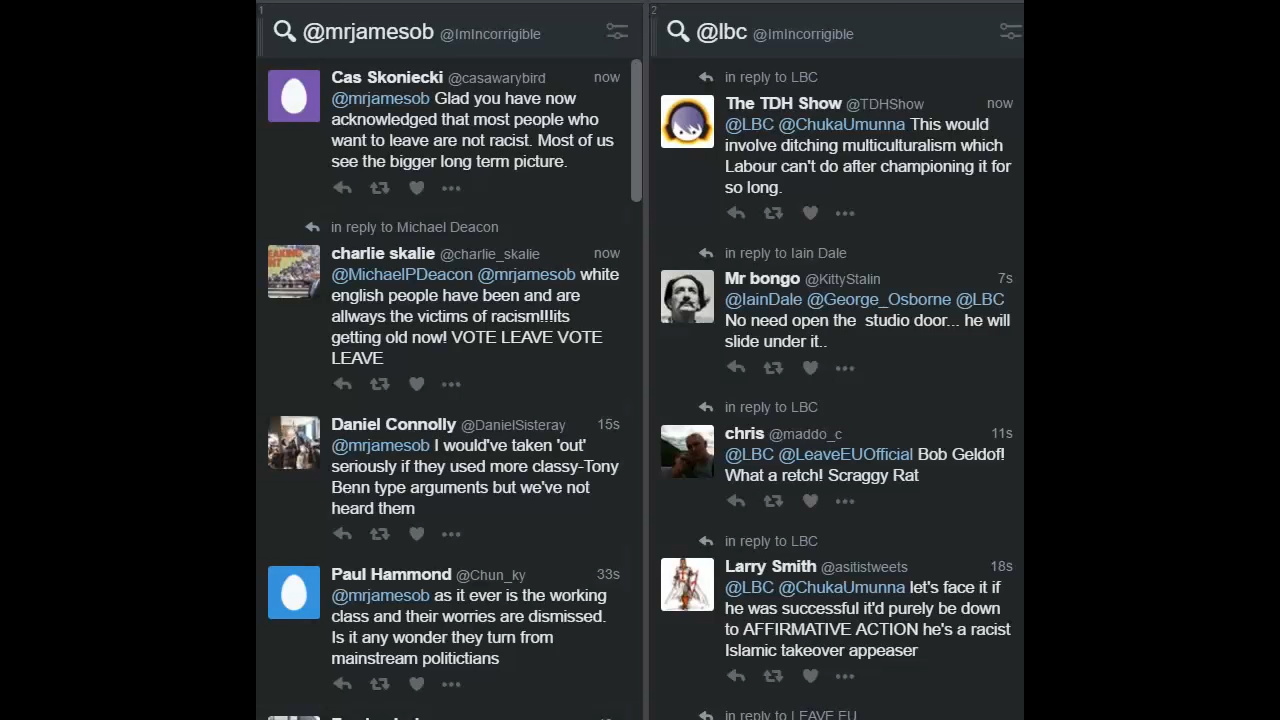 1
@mrjamesob @ImIncorrigible
Cas Skoniecki @casawarybird now
@mrjamesob Glad you have now
acknowledged that most people who
want to leave are not racist. Most of us
see the bigger long term picture.
in reply to Michael Deacon
charlie skalie @charlie_skalie now
@MichaelPDeacon @mrjamesob white
english people have been and are
allways the victims of racism!!!its
getting old now! VOTE LEAVE VOTE
LEAVE
Daniel Connolly @DanielSisteray 15s
@mrjamesob I would've taken 'out'
seriously if they used more classy-Tony
Benn type arguments but we've not
heard them
Paul Hammond @Chun_ky 33s
@mrjamesob as it ever is the working
class and their worries are dismissed.
Is it any wonder they turn from
mainstream politictians
2
@lbc @ImIncorrigible
in reply to LBC
The TDH Show @TDHShow now
@LBC @ChukaUmunna This would
involve ditching multiculturalism which
Labour can't do after championing it for
so long.
in reply to Iain Dale
Mr bongo @KittyStalin 7s
@IainDale @George_Osborne @LBC
No need open the  studio door... he will
slide under it..
in reply to LBC
chris @maddo_c 11s
@LBC @LeaveEUOfficial Bob Geldof!
What a retch! Scraggy Rat
in reply to LBC
Larry Smith @asitistweets 18s
@LBC @ChukaUmunna let's face it if
he was successful it'd purely be down
to AFFIRMATIVE ACTION he's a racist
Islamic takeover appeaser
in reply to LEAVE EU